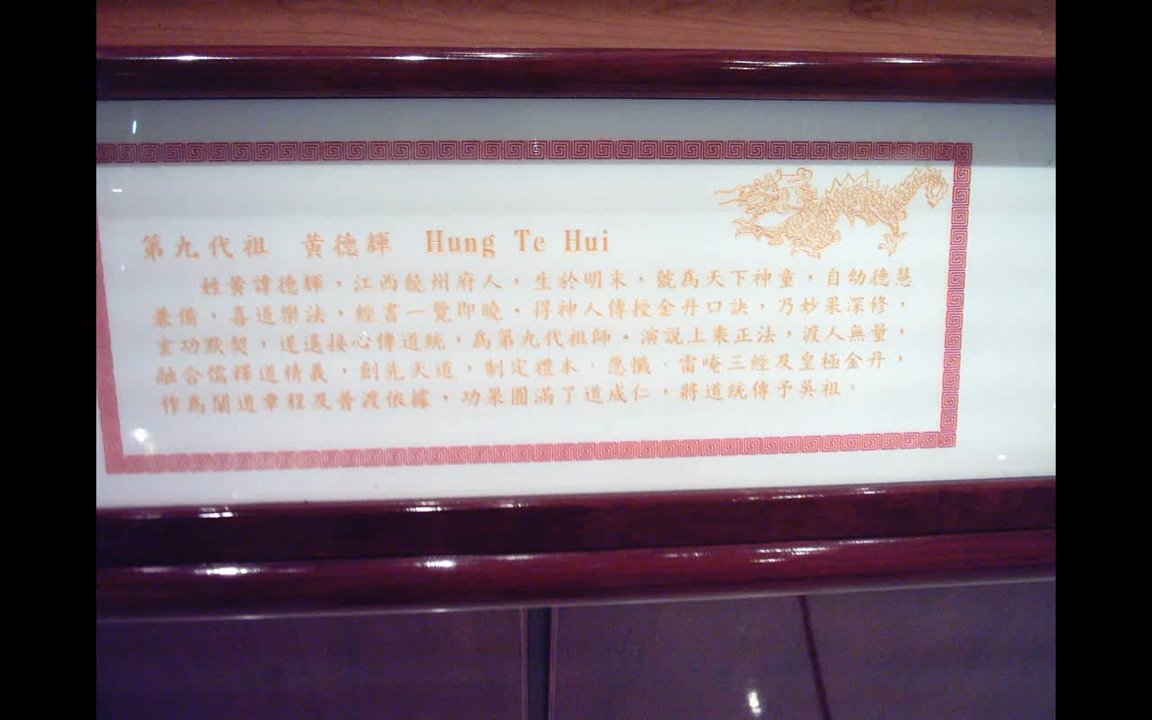 第九代祖 黃德輝 Hung Te Hui
姓黃諱德輝，江西饒州府人，生於明末，號為天下神童，自幼德慧
兼備，喜道樂法，經書一覽即曉。得神人傳授金丹口訣，乃妙果深修，
玄功默契，遙遙接心傳道統，為第九代祖師。演說上乘正法，渡人無量，
融合儒釋道精義，創先天道，制定禮本、愿懺、雷唵三經及皇極金丹，
作為闡道章程及普渡依據，功果圓滿了道成仁，將道統傳予吳祖。